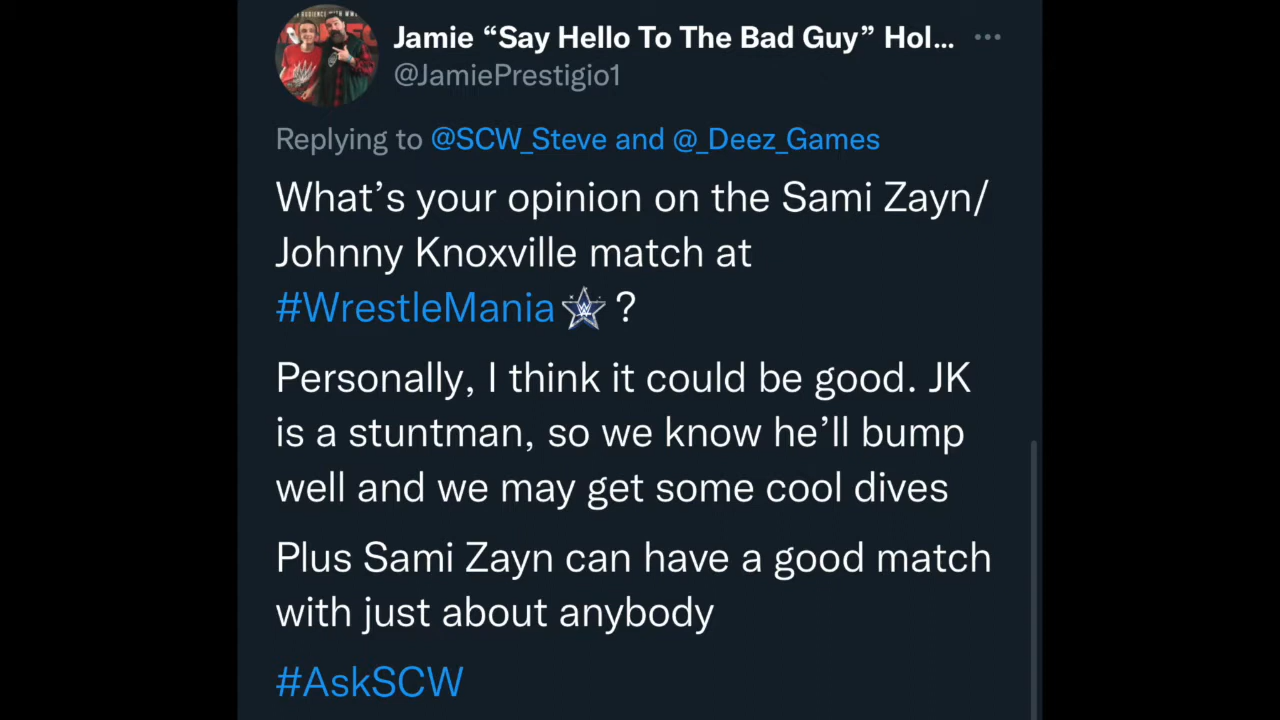 Jamie “Say Hello To The Bad Guy” Hol...
@JamiePrestigio1
Replying to @SCW_Steve and @_Deez_Games
What’s your opinion on the Sami Zayn/
Johnny Knoxville match at
#WrestleMania ?
Personally, I think it could be good. JK
is a stuntman, so we know he’ll bump
well and we may get some cool dives
Plus Sami Zayn can have a good match
with just about anybody
#AskSCW